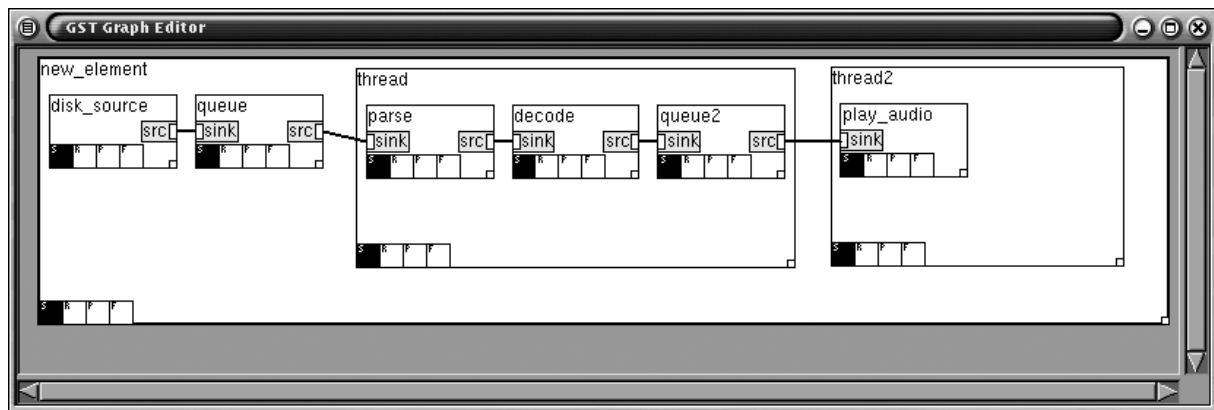 GST Graph Editor
new_element
disk_source
src
S R P F
queue
sink src
S R P F
thread
parse
sink src
S R P F
decode
sink src
S R P F
queue2
sink src
S R P F
S R P F
thread2
play_audio
sink
S R P F
S R P F
S R P F